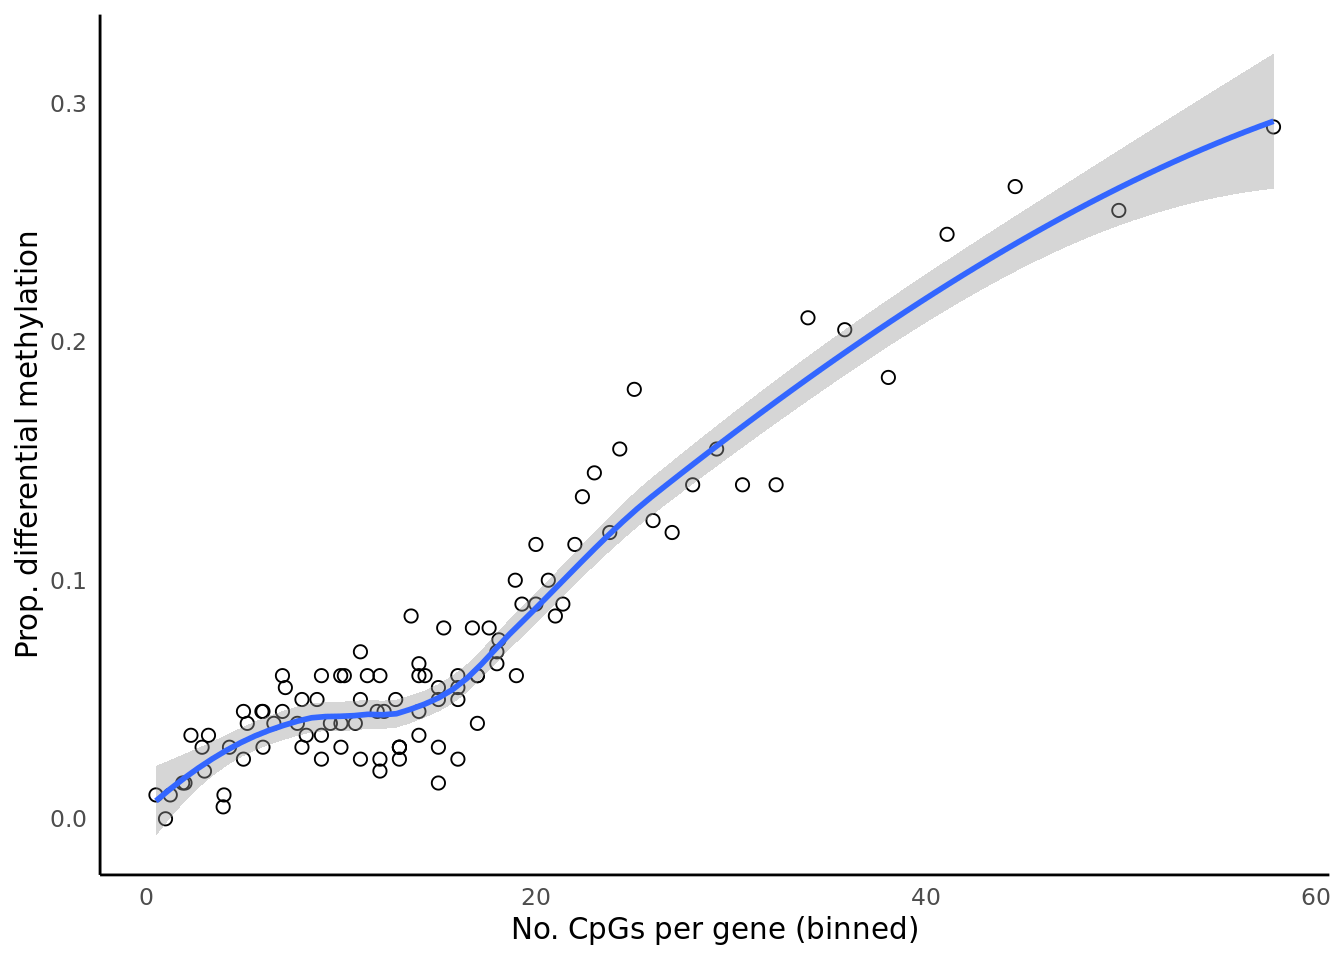 Prop. differential methylation
0.3
0.2
0.1
0.0
0 20 40 60
No. CpGs per gene (binned)